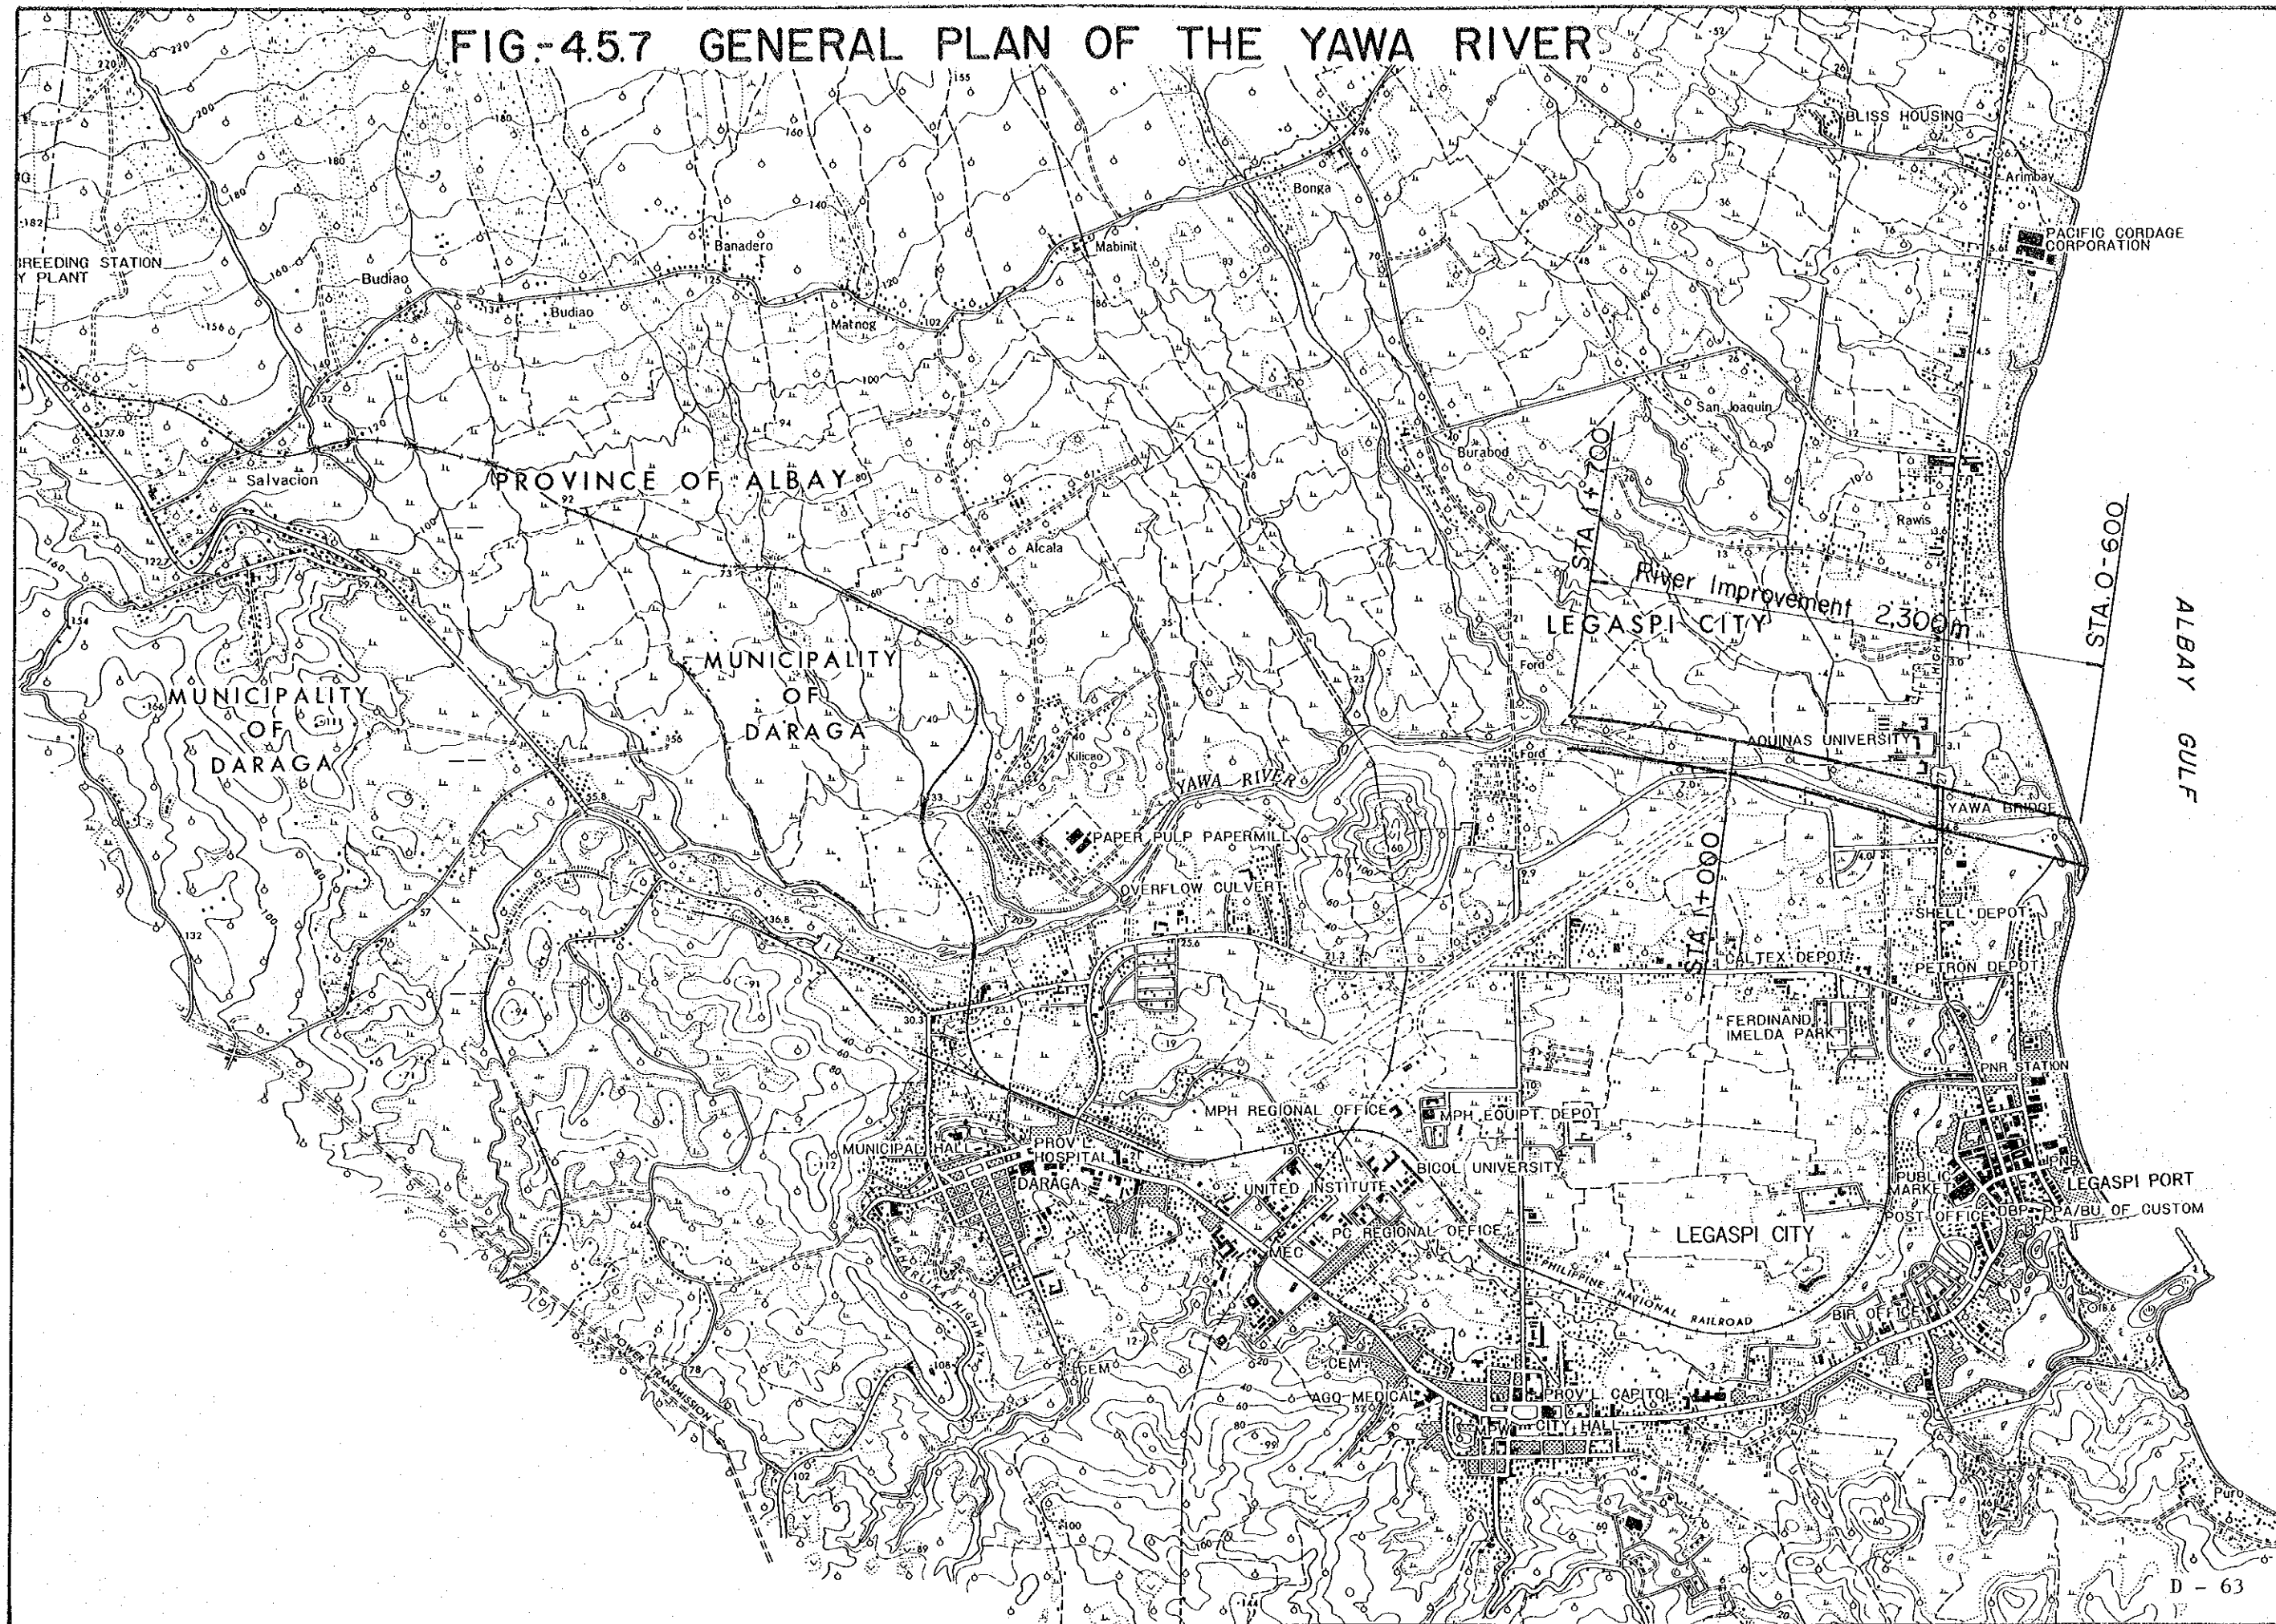 FIG.-4.5.7 GENERAL PLAN OF THE YAWA RIVER
BLISS HOUSING
Arimbay
Bonga
PACIFIC CORDAGE
CORPORATION
Banadero
Mabinit
BREEDING STATION
Y PLANT
Budiao
Budiao
Matnog
San Joaquin
Burabod
PROVINCE OF ALBAY
Salvacion
STA 1+700
Rawis
STA. 0-600
Alcala
River Improvement 2,300m
LEGASPI CITY
ALBAY GULF
Ford
MUNICIPALITY
OF
DARAGA
MUNICIPALITY
OF
DARAGA
Kilicao
Ford
AQUINAS UNIVERSITY
YAWA RIVER
YAWA BRIDGE
PAPER PULP PAPERMILL
OVERFLOW CULVERT
STA 1+000
SHELL DEPOT
CALTEX DEPOT
PETRON DEPOT
FERDINAND
IMELDA PARK
PNR STATION
MPH REGIONAL OFFICE
MPH EQUIPT. DEPOT
MUNICIPAL HALL
PROV'L
HOSPITAL
DARAGA
BICOL UNIVERSITY
UNITED INSTITUTE
PUBLIC
MARKET
PNB
LEGASPI PORT
POST OFFICE
DBP
PPA/BU. OF CUSTOM
PC REGIONAL OFFICE
MEC
LEGASPI CITY
MAHARLIKA HIGHWAY
PHILIPPINE NATIONAL RAILROAD
BIR OFFICE
POWER TRANSMISSION
CEM
CEM
AGO MEDICAL
PROV'L. CAPITOL
MPW
CITY HALL
Puro
D - 63